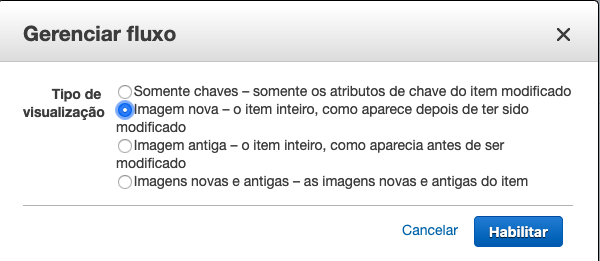 Gerenciar fluxo
Tipo de
visualização
Somente chaves – somente os atributos de chave do item modificado
Imagem nova – o item inteiro, como aparece depois de ter sido
modificado
Imagem antiga – o item inteiro, como aparecia antes de ser
modificado
Imagens novas e antigas – as imagens novas e antigas do item
Cancelar
Habilitar